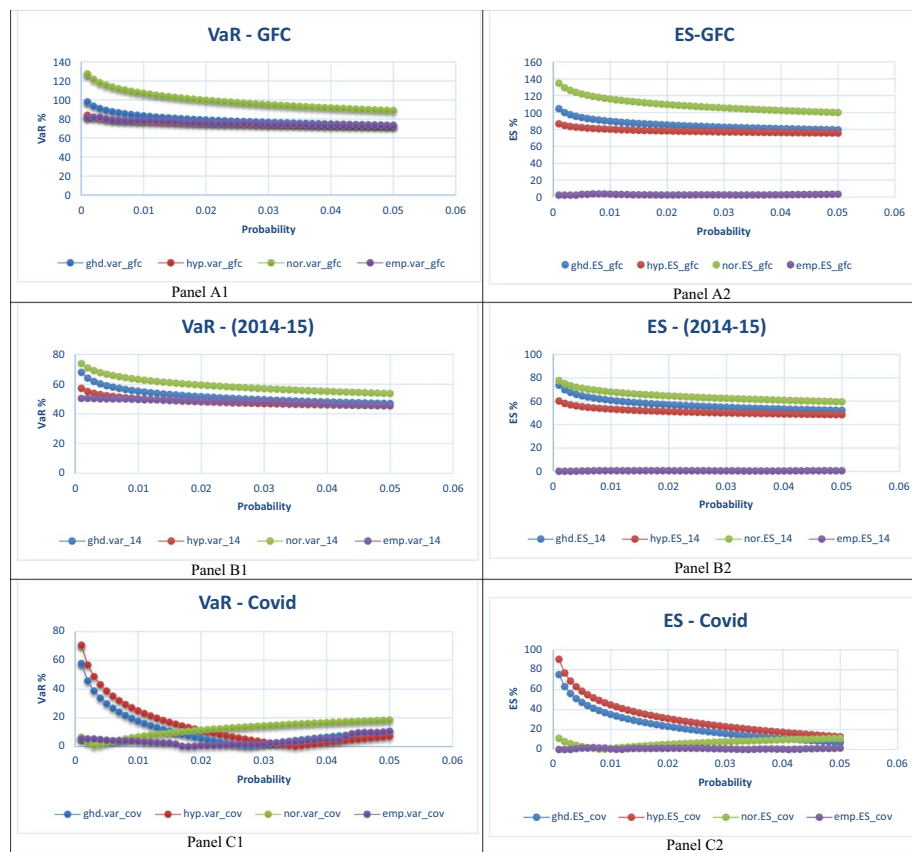 VaR - GFC
140
120
100
80
60
40
20
0
VaR %
0 0.01 0.02 0.03 0.04 0.05 0.06
Probability
ghd.var_gfc hyp.var_gfc nor.var_gfc emp.var_gfc
Panel A1
ES-GFC
160
140
120
100
80
60
40
20
0
ES %
0 0.01 0.02 0.03 0.04 0.05 0.06
Probability
ghd.ES_gfc hyp.ES_gfc nor.ES_gfc emp.ES_gfc
Panel A2
VaR - (2014-15)
80
60
40
20
0
VaR %
0 0.01 0.02 0.03 0.04 0.05 0.06
Probability
ghd.var_14 hyp.var_14 nor.var_14 emp.var_14
Panel B1
ES - (2014-15)
100
80
60
40
20
0
ES %
0 0.01 0.02 0.03 0.04 0.05 0.06
Probability
ghd.ES_14 hyp.ES_14 nor.ES_14 emp.ES_14
Panel B2
VaR - Covid
80
60
40
20
0
VaR %
0 0.01 0.02 0.03 0.04 0.05 0.06
Probability
ghd.var_cov hyp.var_cov nor.var_cov emp.var_cov
Panel C1
ES - Covid
100
80
60
40
20
0
ES %
0 0.01 0.02 0.03 0.04 0.05 0.06
Probability
ghd.ES_cov hyp.ES_cov nor.ES_cov emp.ES_cov
Panel C2